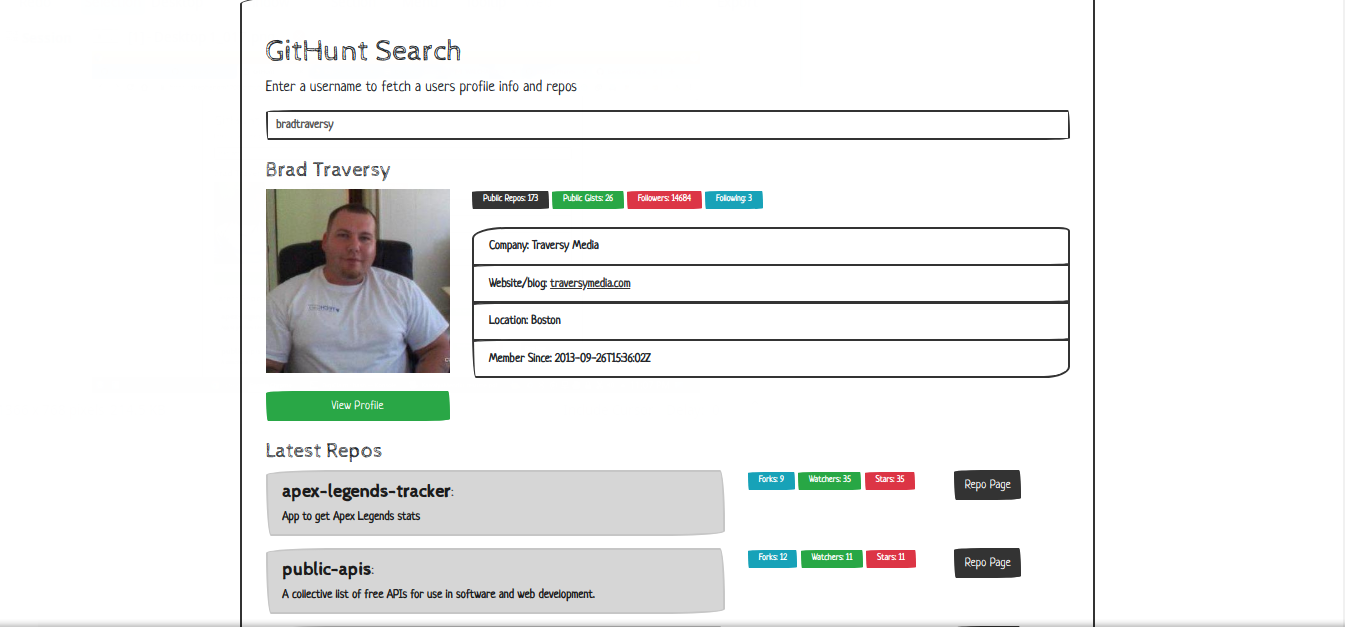 GitHunt Search
Enter a username to fetch a users profile info and repos
bradtraversy
Brad Traversy
Public Repos: 173 Public Gists: 26 Followers: 14684 Following: 3
Company: Traversy Media
Website/blog: traversymedia.com
Location: Boston
Member Since: 2013-09-26T15:36:02Z
View Profile
Latest Repos
apex-legends-tracker: Forks: 9 Watchers: 35 Stars: 35 Repo Page
App to get Apex Legends stats
public-apis: Forks: 12 Watchers: 11 Stars: 11 Repo Page
A collective list of free APIs for use in software and web development.